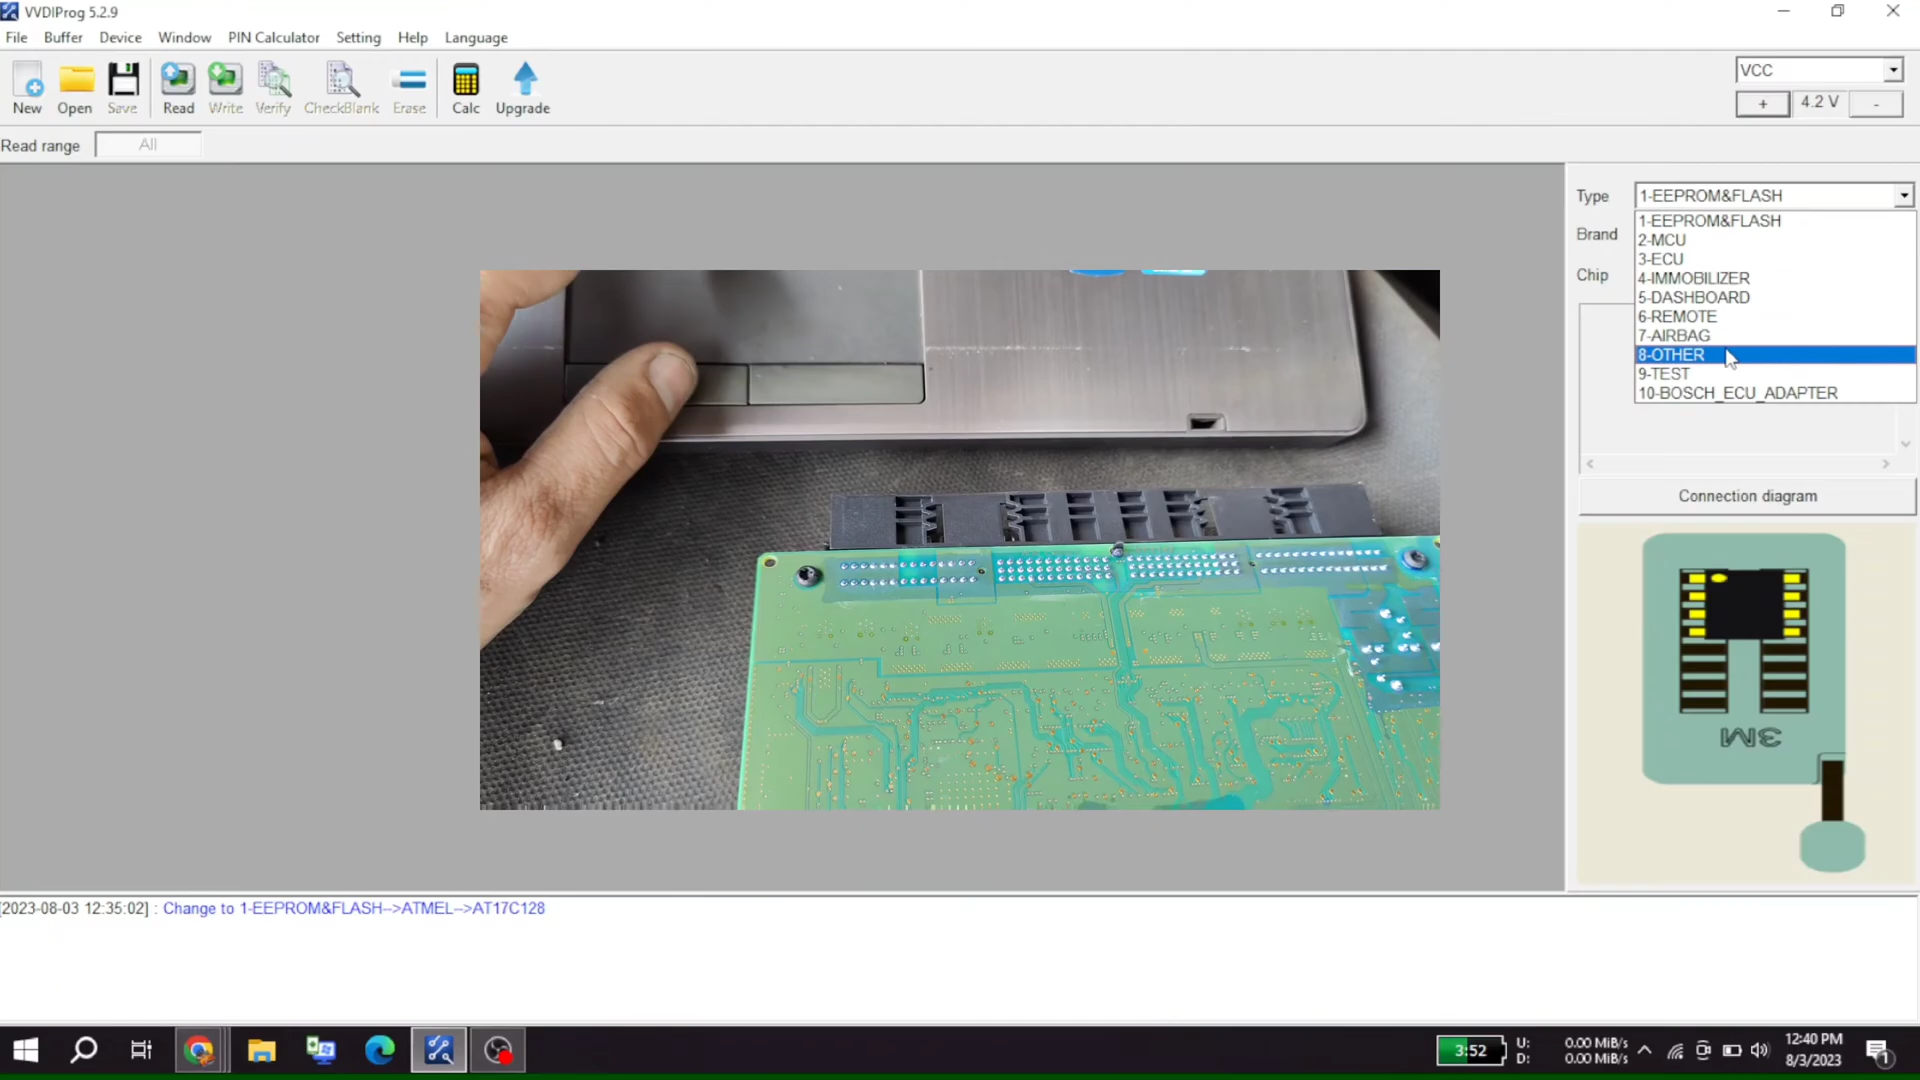 VVDIProg 5.2.9
File Buffer Device Window PIN Calculator Setting Help Language
New Open Save Read Write Verify CheckBlank Erase Calc Upgrade
VCC
+ 4.2 V -
Read range All
Type 1-EEPROM&FLASH
Brand
Chip
1-EEPROM&FLASH
2-MCU
3-ECU
4-IMMOBILIZER
5-DASHBOARD
6-REMOTE
7-AIRBAG
8-OTHER
9-TEST
10-BOSCH_ECU_ADAPTER
Connection diagram
3M
[2023-08-03 12:35:02] : Change to 1-EEPROM&FLASH-->ATMEL-->AT17C128
3:52
U: 0.00 MiB/s
D: 0.00 MiB/s
12:40 PM
8/3/2023
1